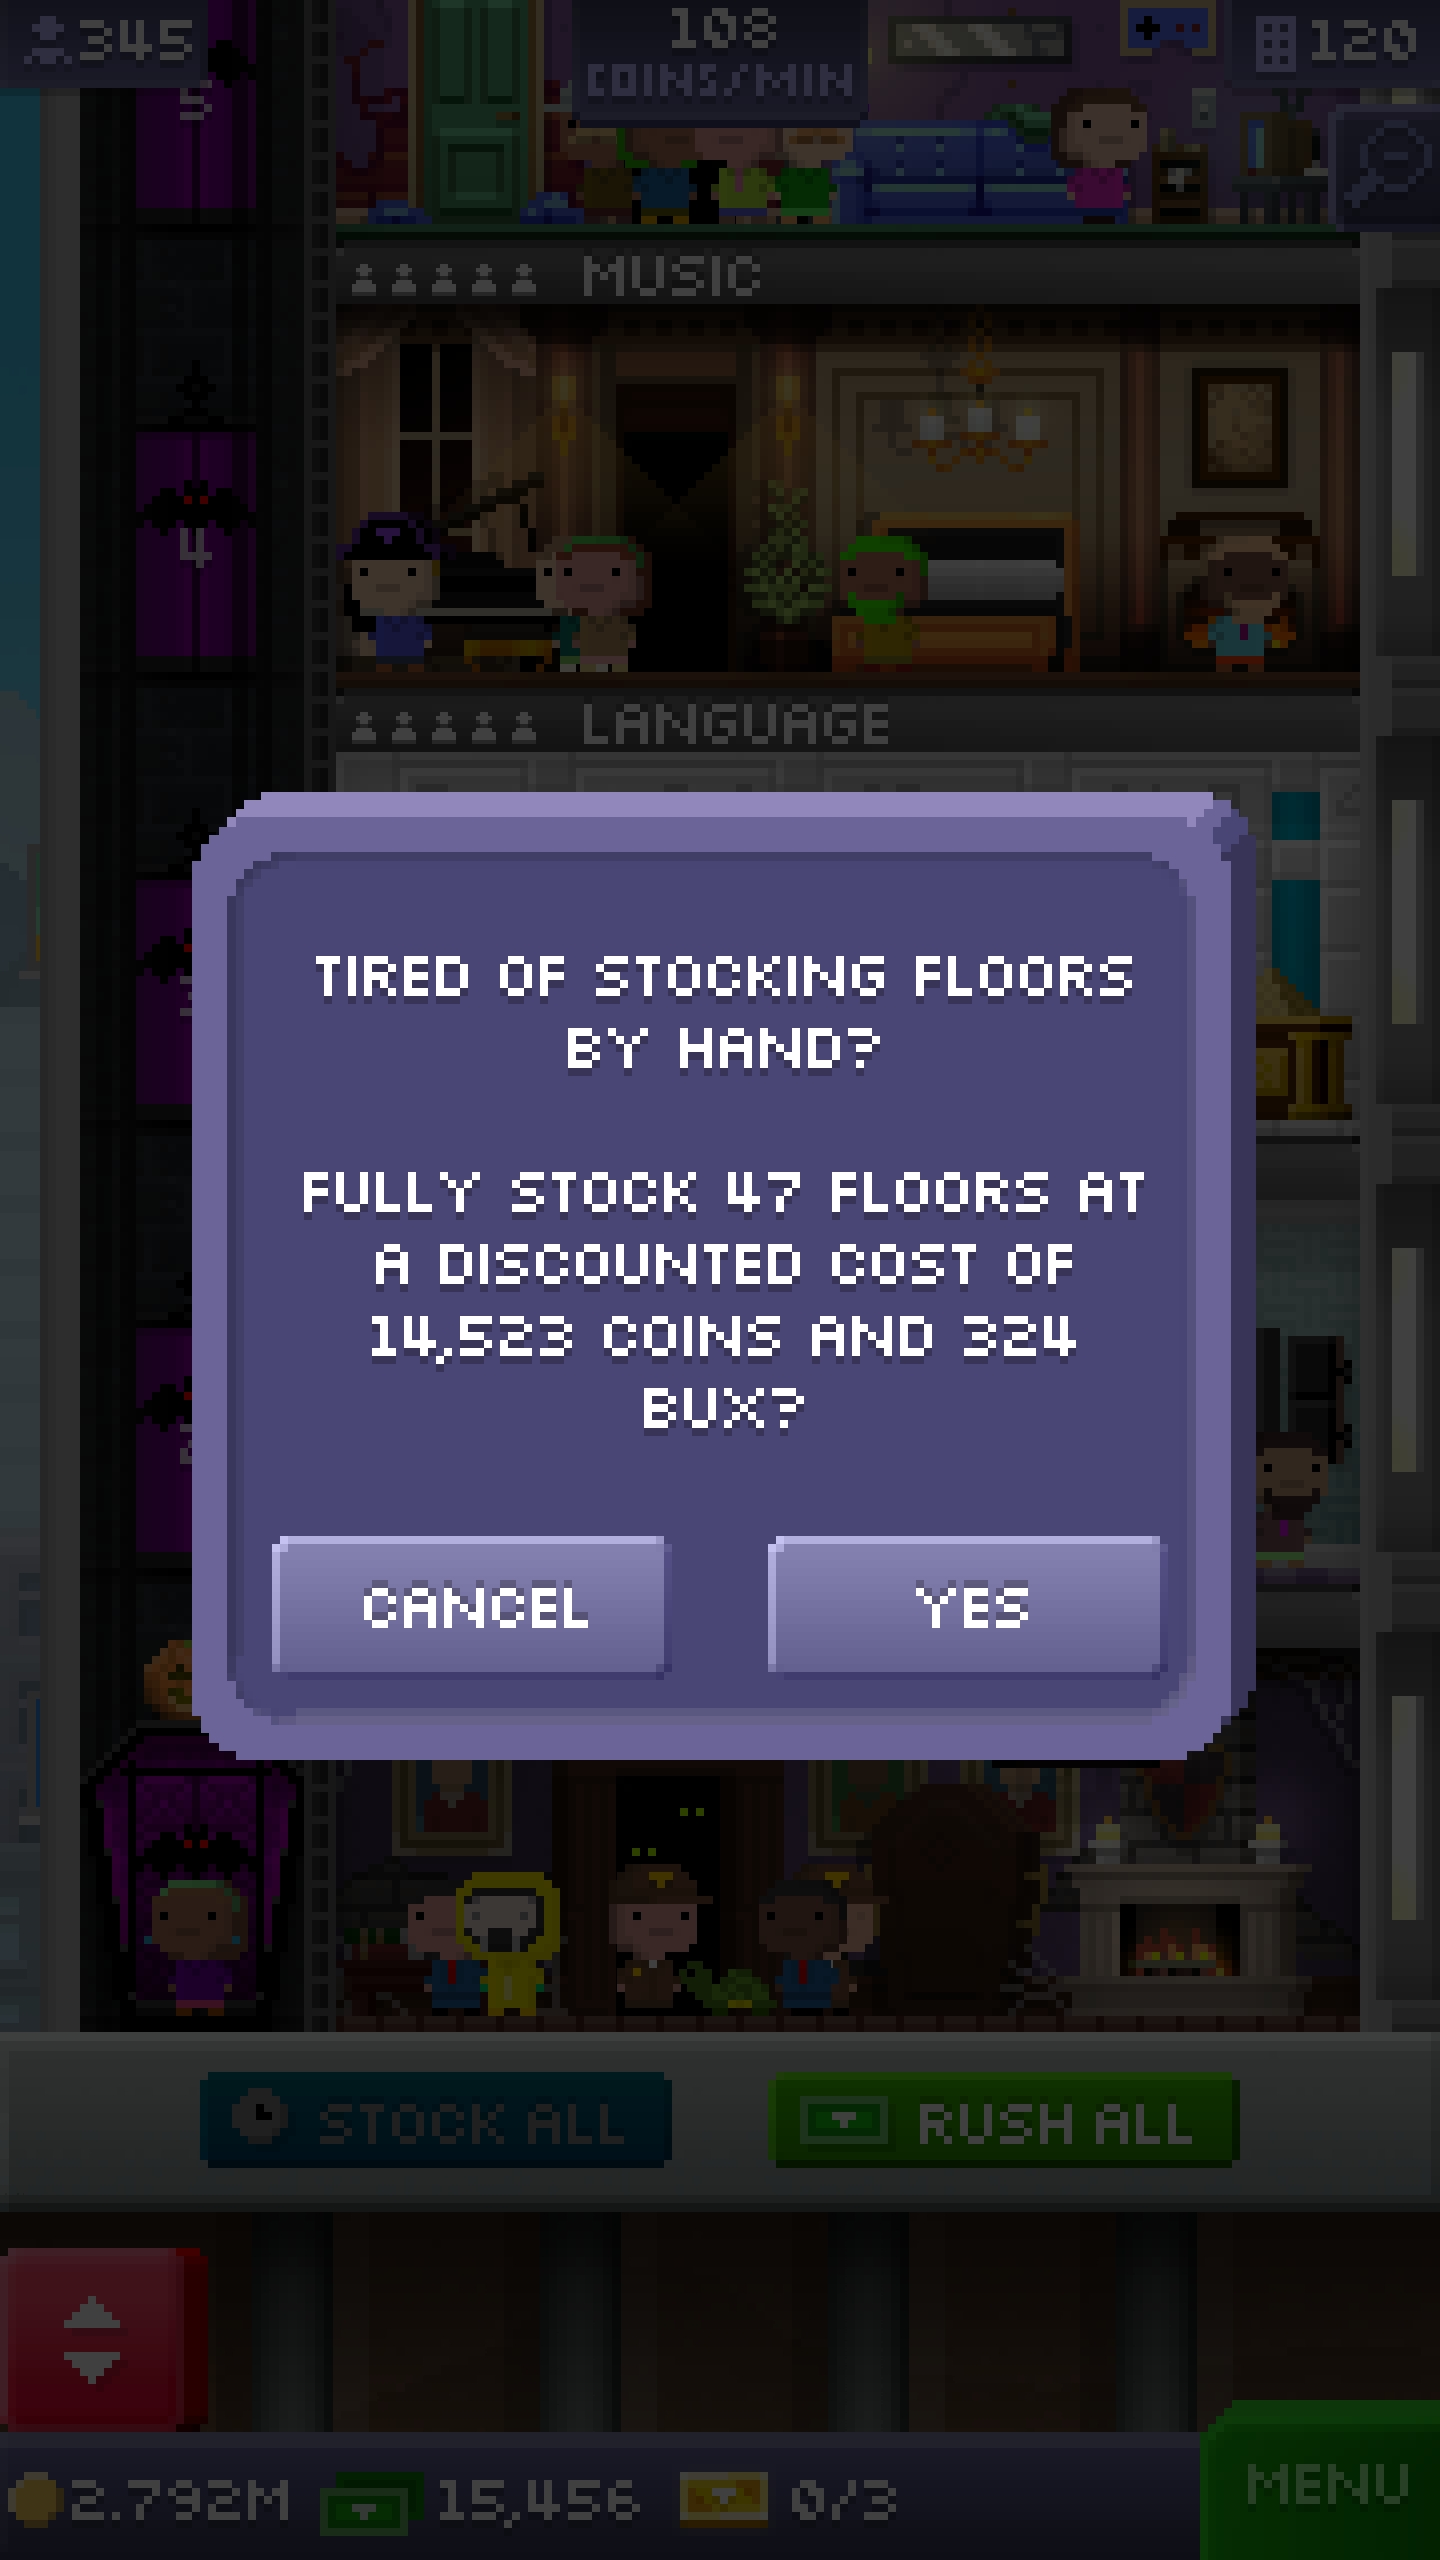 345
108
COINS/MIN
120
5
MUSIC
4
LANGUAGE
TIRED OF STOCKING FLOORS
BY HAND?
FULLY STOCK 47 FLOORS AT
A DISCOUNTED COST OF
14,523 COINS AND 324
BUX?
CANCEL
YES
STOCK ALL
RUSH ALL
2.792M
15,456
0/3
MENU